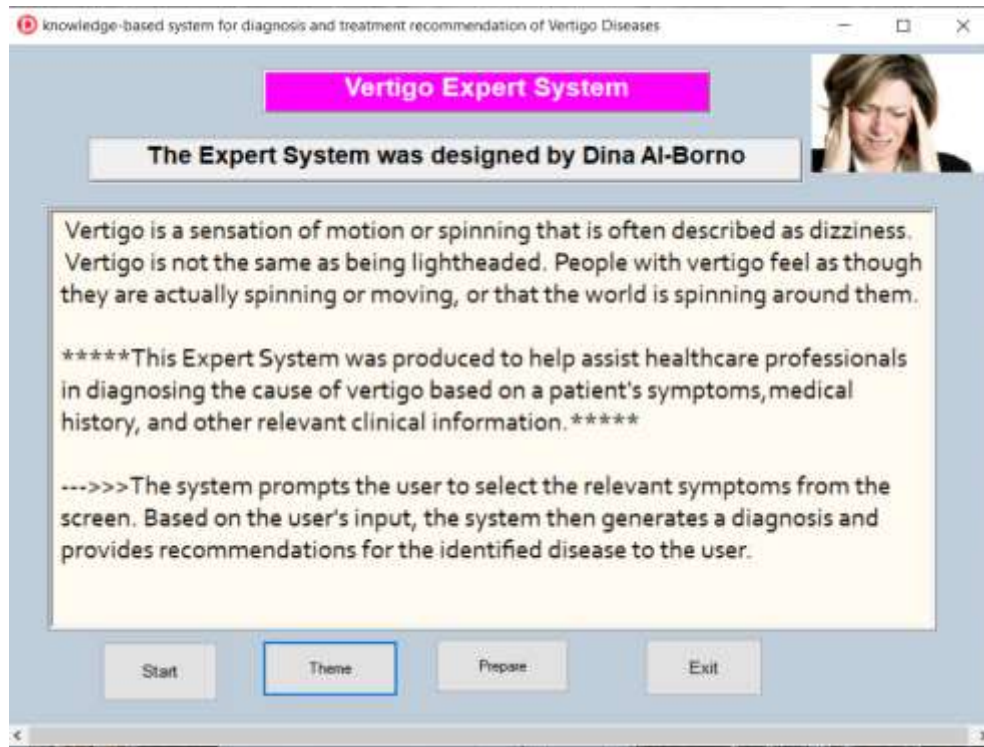 knowledge-based system for diagnosis and treatment recommendation of Vertigo Diseases
Vertigo Expert System
The Expert System was designed by Dina Al-Borno
Vertigo is a sensation of motion or spinning that is often described as dizziness.
Vertigo is not the same as being lightheaded. People with vertigo feel as though
they are actually spinning or moving, or that the world is spinning around them.
*****This Expert System was produced to help assist healthcare professionals
in diagnosing the cause of vertigo based on a patient's symptoms,medical
history, and other relevant clinical information.*****
--->>>The system prompts the user to select the relevant symptoms from the
screen. Based on the user's input, the system then generates a diagnosis and
provides recommendations for the identified disease to the user.
Start Theme Prepare Exit